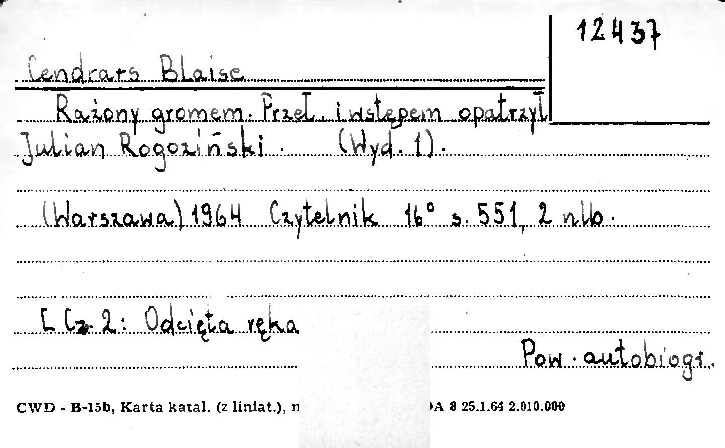 12437
Cendrars Blaise
Rażony gromem. Przeł. i wstępem opatrzył
Julian Rogoziński. (Wyd. 1).
(Warszawa) 1964 Czytelnik 16° s. 551, 2 nlb.
[Cz. 2: Odcięta ręka
Pow. autobiogr.
CWD - B-15b, Karta katal. (z liniat.), n DA 8 25.1.64 2.010.000